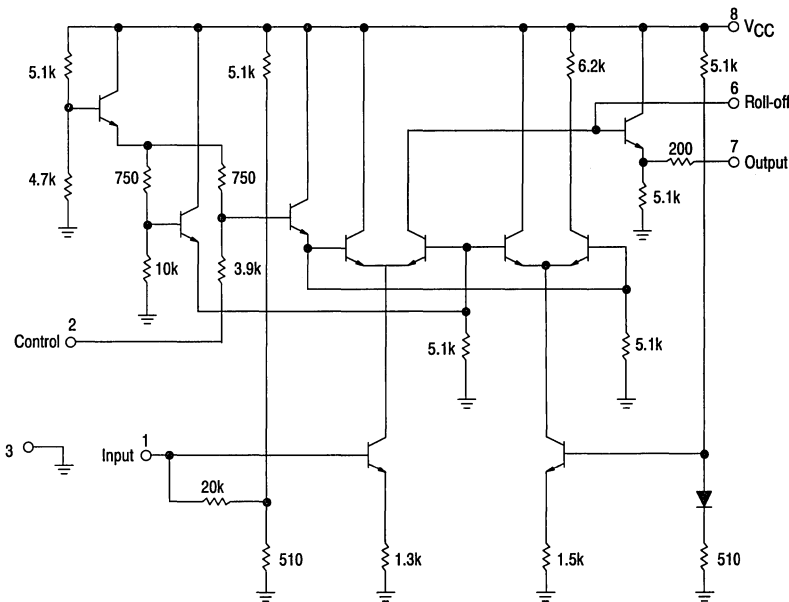 8
VCC
5.1k
5.1k
6.2k
5.1k
6
Roll-off
7
200
Output
4.7k
750
750
5.1k
10k
3.9k
2
Control
5.1k
5.1k
3
1
Input
20k
510
1.3k
1.5k
510